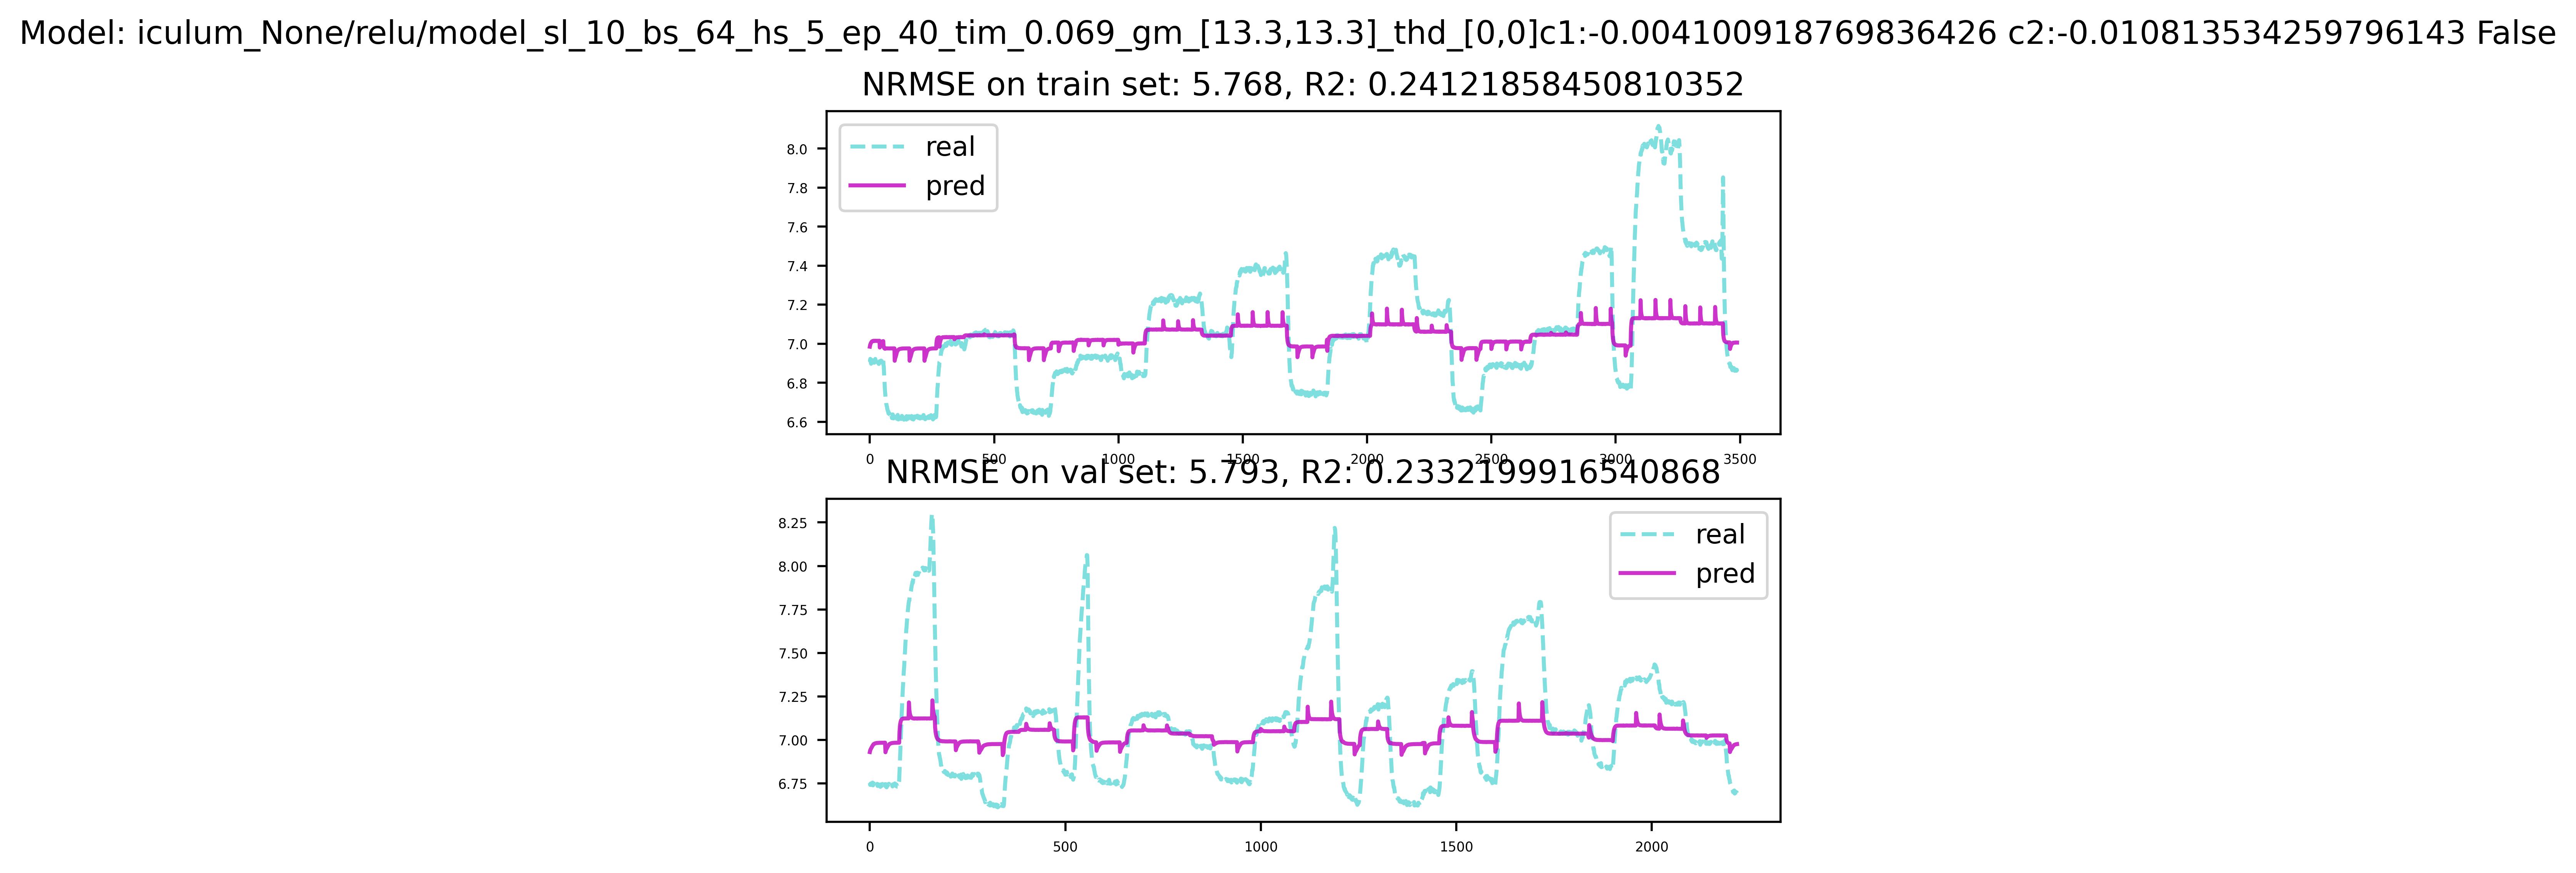 Model: iculum_None/relu/model_sl_10_bs_64_hs_5_ep_40_tim_0.069_gm_[13.3,13.3]_thd_[0,0]c1:-0.004100918769836426 c2:-0.010813534259796143 False
NRMSE on train set: 5.768, R2: 0.24121858450810352
real
pred
8.0
7.8
7.6
7.4
7.2
7.0
6.8
6.6
0 500 1000 1500 2000 2500 3000 3500
NRMSE on val set: 5.793, R2: 0.2332199916540868
real
pred
8.25
8.00
7.75
7.50
7.25
7.00
6.75
0 500 1000 1500 2000